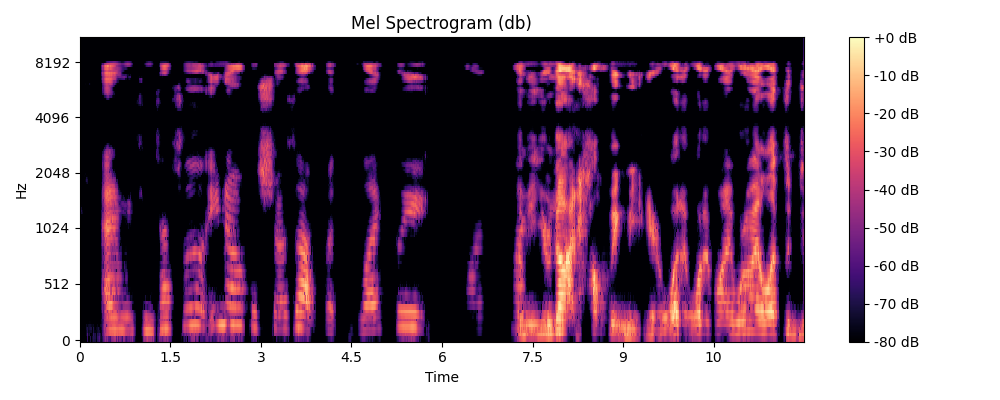 Mel Spectrogram (db)
8192
4096
2048
1024
512
0
Hz
0 1.5 3 4.5 6 7.5 9 10
Time
+0 dB
-10 dB
-20 dB
-30 dB
-40 dB
-50 dB
-60 dB
-70 dB
-80 dB